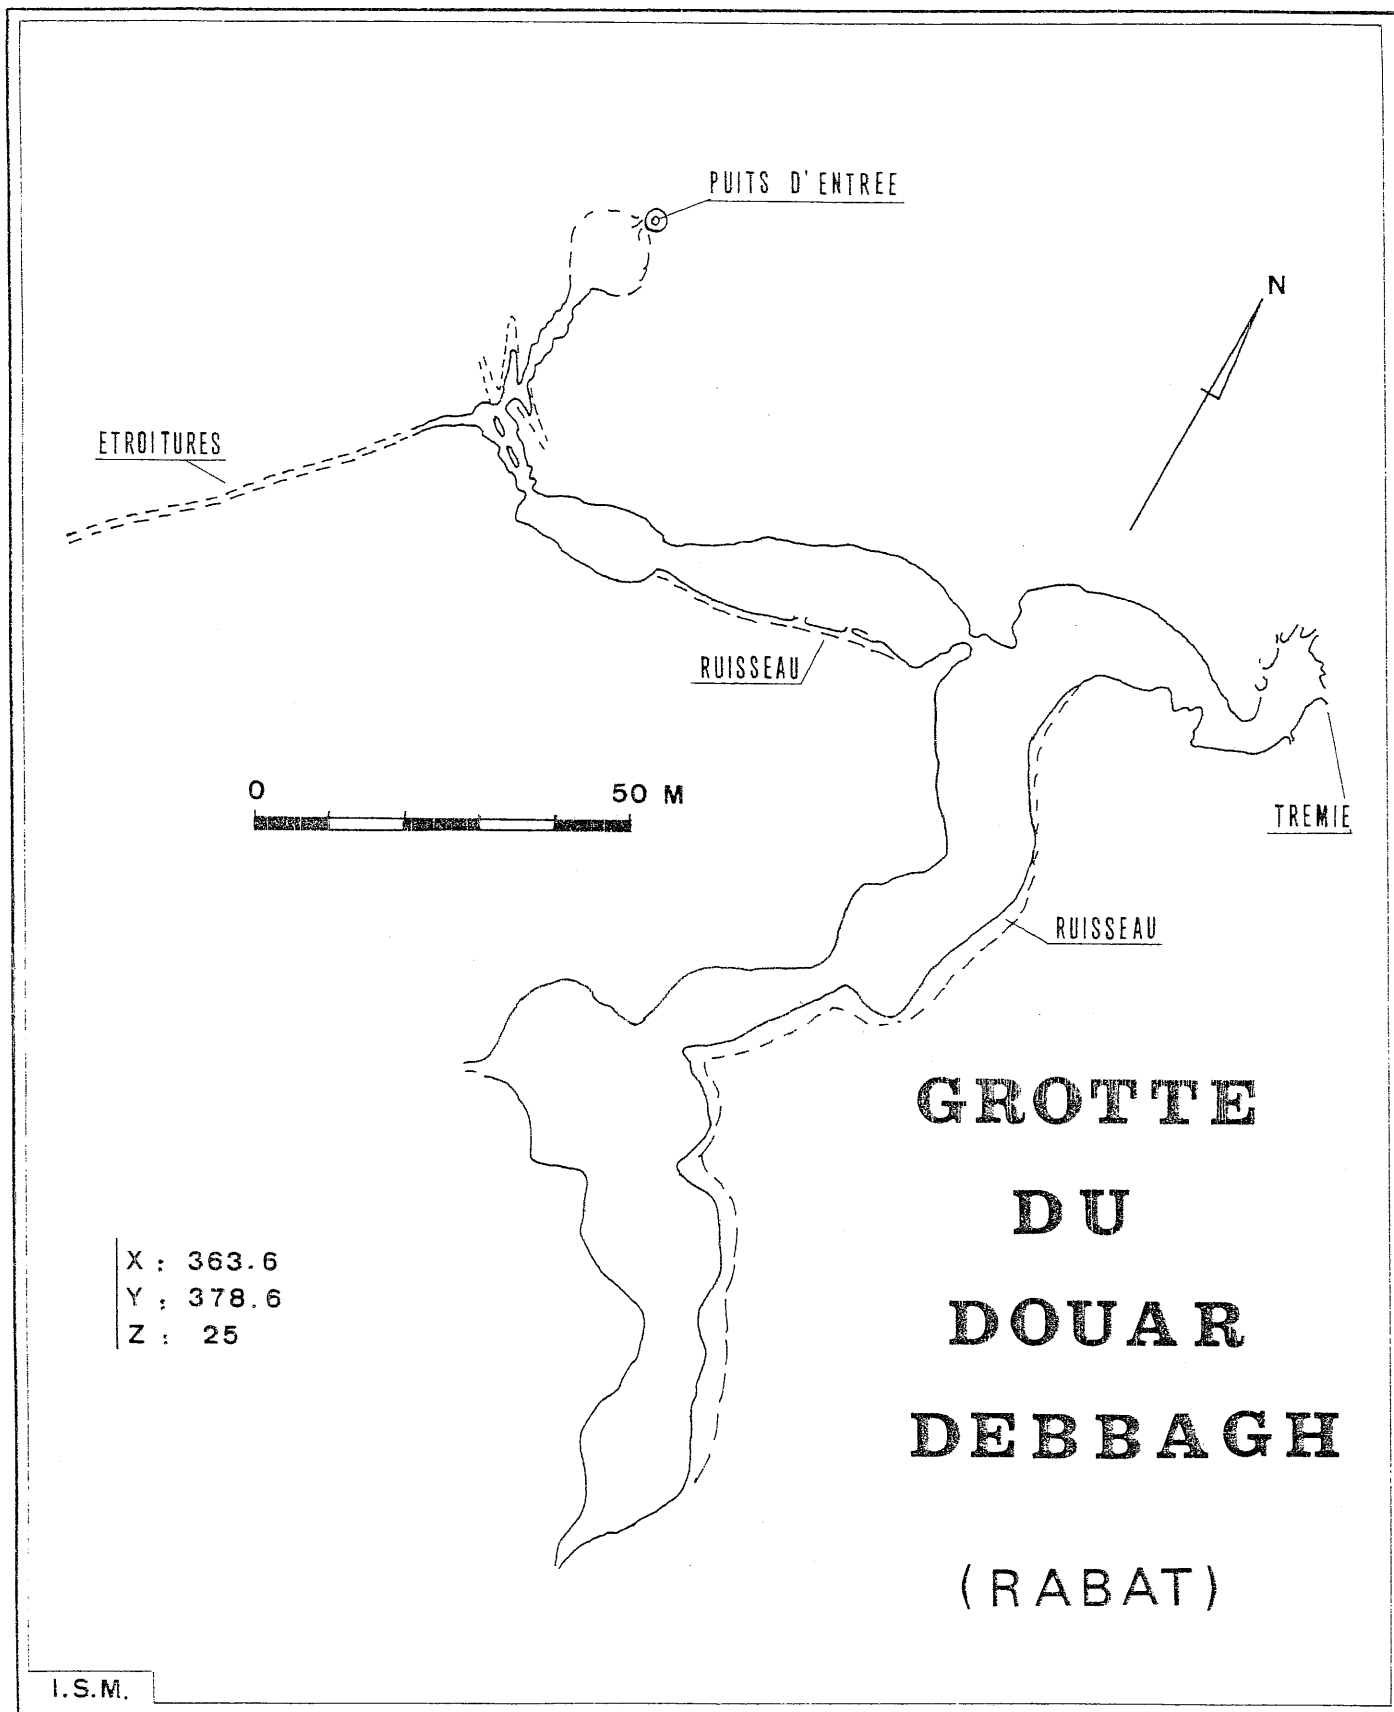 PUITS D'ENTREE
N
ETROITURES
RUISSEAU
0 50 M
TREMIE
RUISSEAU
GROTTE
DU
DOUAR
DEBBAGH
(RABAT)
X : 363.6
Y : 378.6
Z : 25
I.S.M.